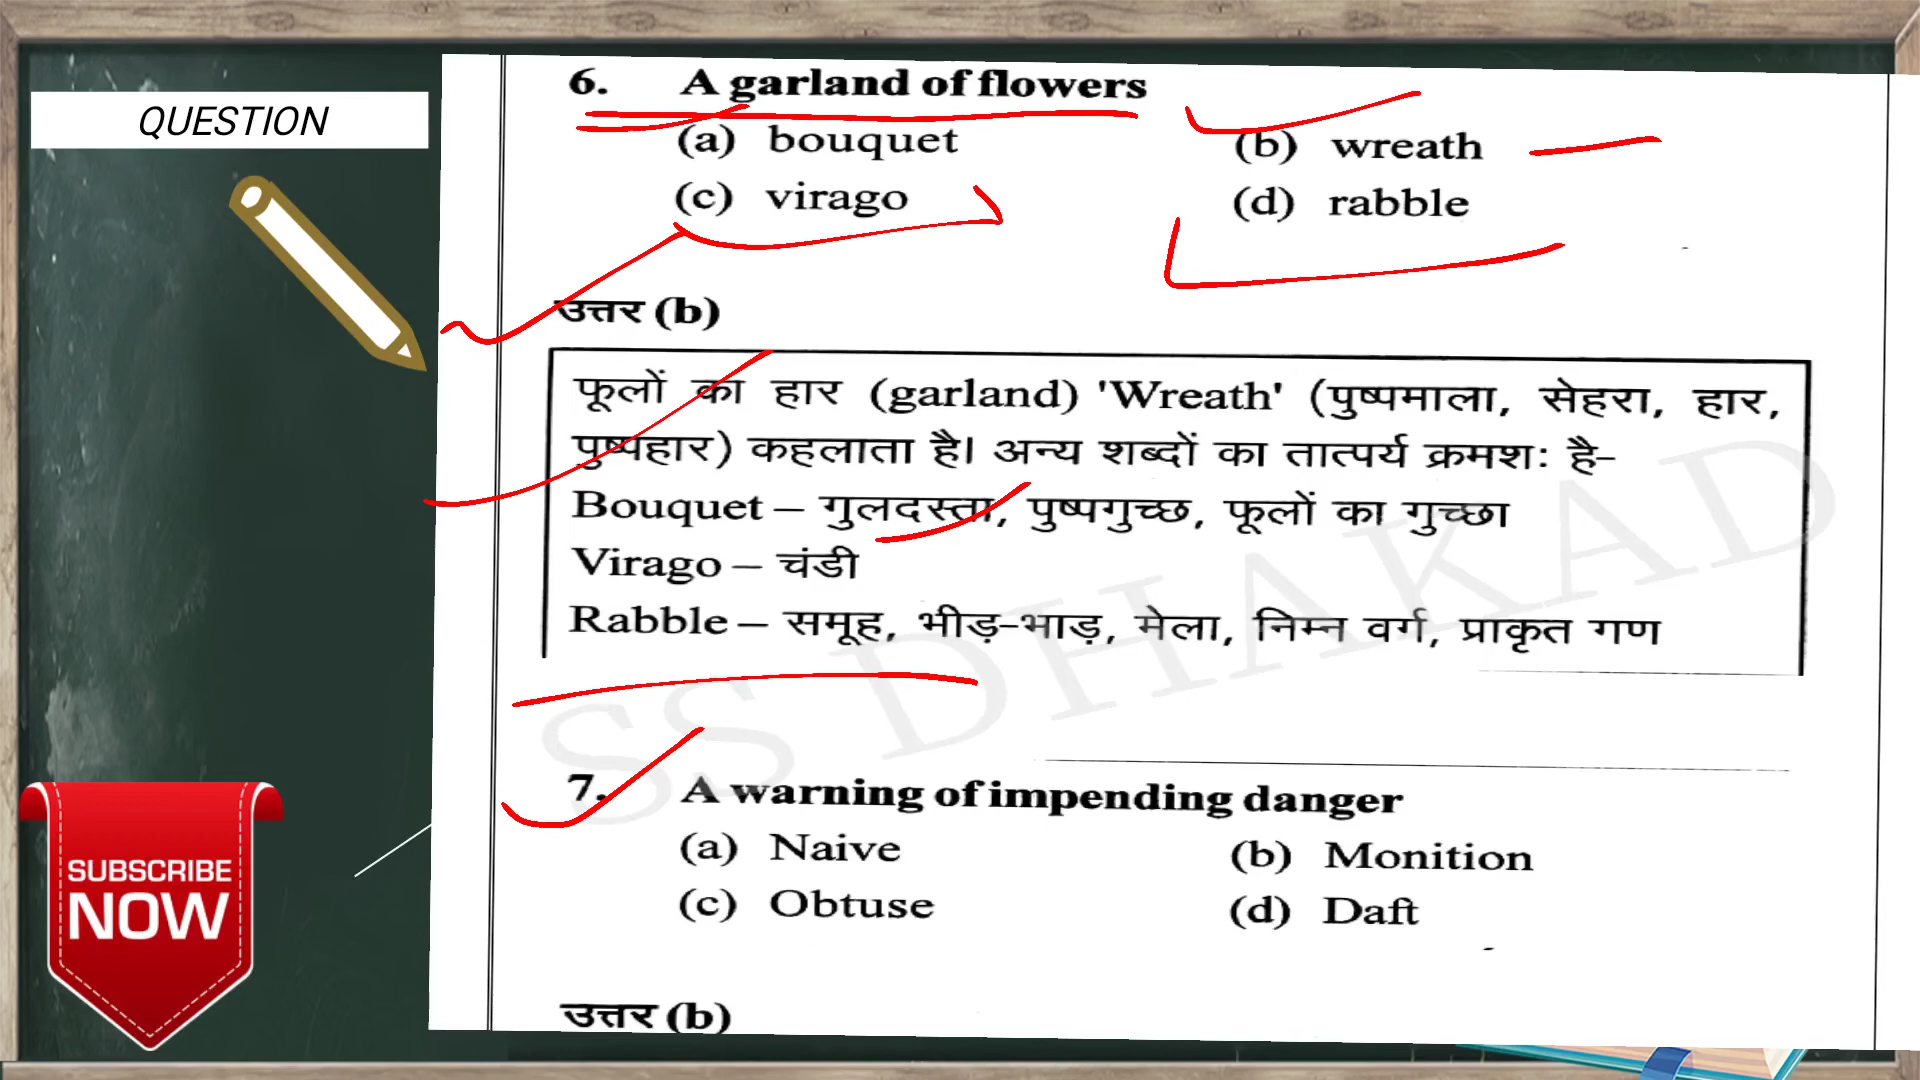 QUESTION
6. A garland of flowers
(a) bouquet (b) wreath
(c) virago (d) rabble
उत्तर (b)
फूलों का हार (garland) 'Wreath' (पुष्पमाला, सेहरा, हार,
पुष्पहार) कहलाता है। अन्य शब्दों का तात्पर्य क्रमशः है-
Bouquet – गुलदस्ता, पुष्पगुच्छ, फूलों का गुच्छा
Virago – चंडी
Rabble – समूह, भीड़-भाड़, मेला, निम्न वर्ग, प्राकृत गण
SS DHAKAD
7. A warning of impending danger
(a) Naive (b) Monition
(c) Obtuse (d) Daft
उत्तर (b)
SUBSCRIBE
NOW